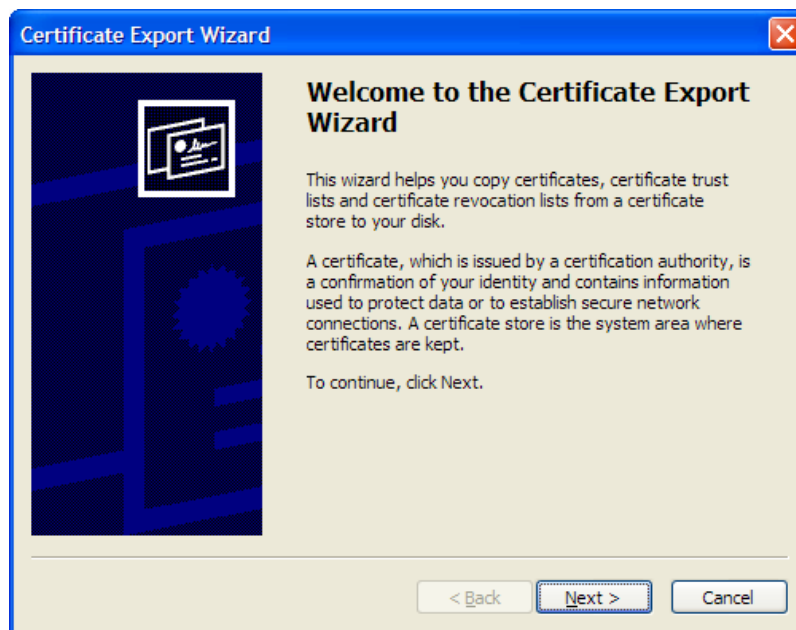 Certificate Export Wizard
Welcome to the Certificate Export
Wizard
This wizard helps you copy certificates, certificate trust
lists and certificate revocation lists from a certificate
store to your disk.
A certificate, which is issued by a certification authority, is
a confirmation of your identity and contains information
used to protect data or to establish secure network
connections. A certificate store is the system area where
certificates are kept.
To continue, click Next.
< Back
Next >
Cancel